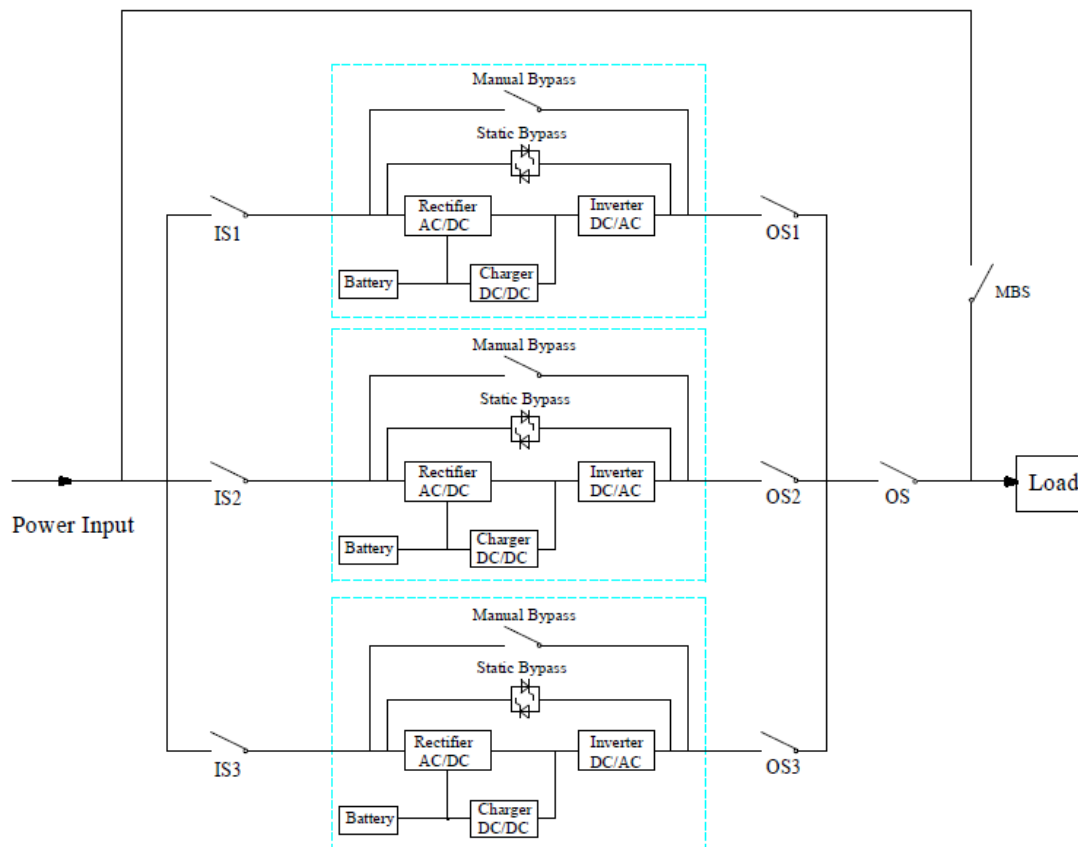 Manual Bypass
Static Bypass
Rectifier
AC/DC
Inverter
DC/AC
IS1
OS1
Battery
Charger
DC/DC
MBS
Manual Bypass
Static Bypass
Rectifier
AC/DC
Inverter
DC/AC
Power Input
IS2
OS2
OS
Load
Battery
Charger
DC/DC
Manual Bypass
Static Bypass
Rectifier
AC/DC
Inverter
DC/AC
IS3
OS3
Battery
Charger
DC/DC